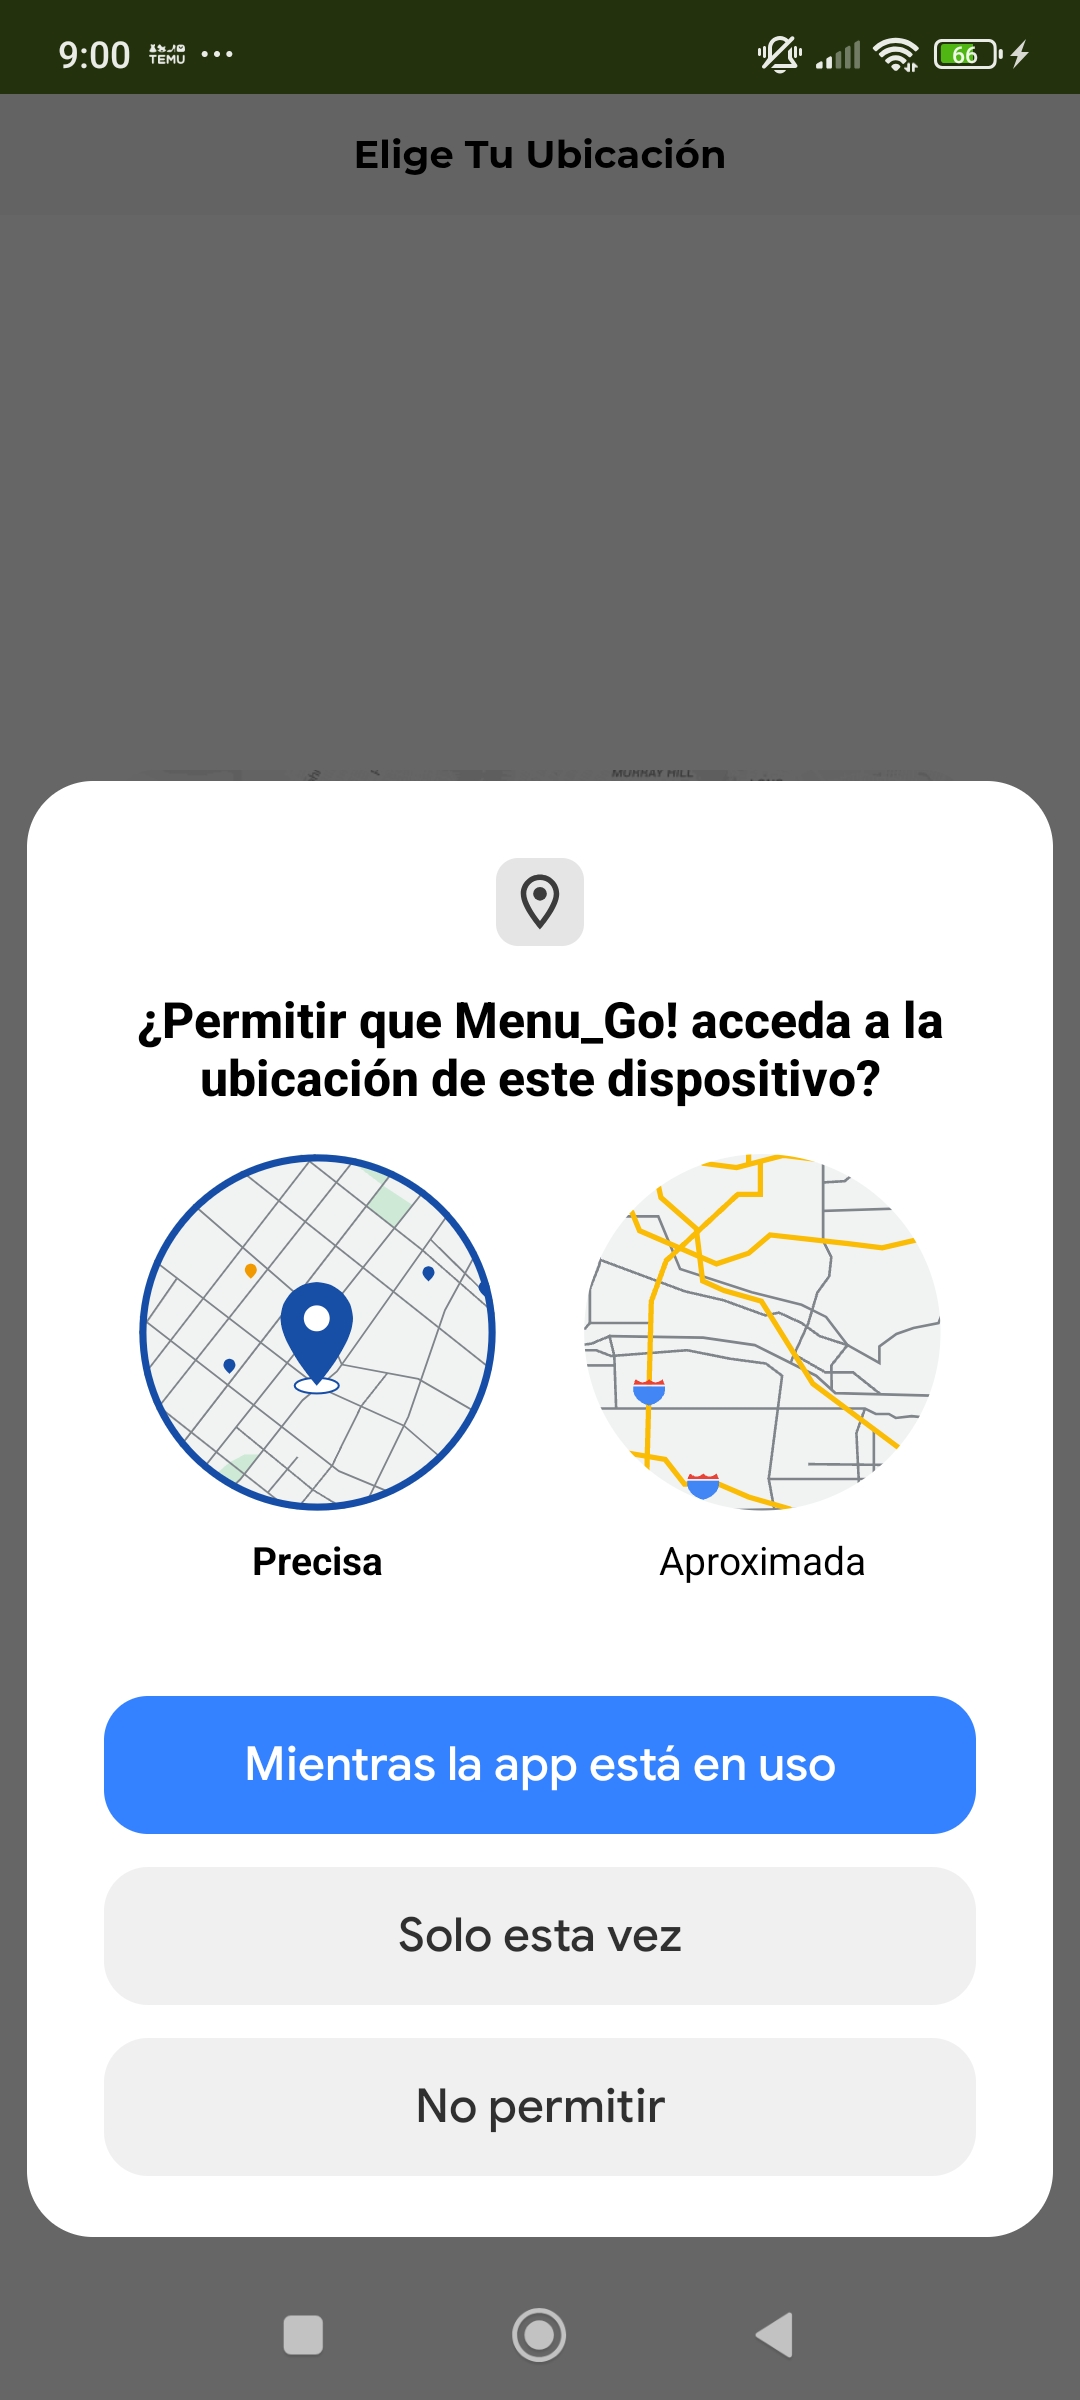 9:00 TEMU 66
Elige Tu Ubicación
MURRAY HILL
¿Permitir que Menu_Go! acceda a la
ubicación de este dispositivo?
Precisa
Aproximada
Mientras la app está en uso
Solo esta vez
No permitir